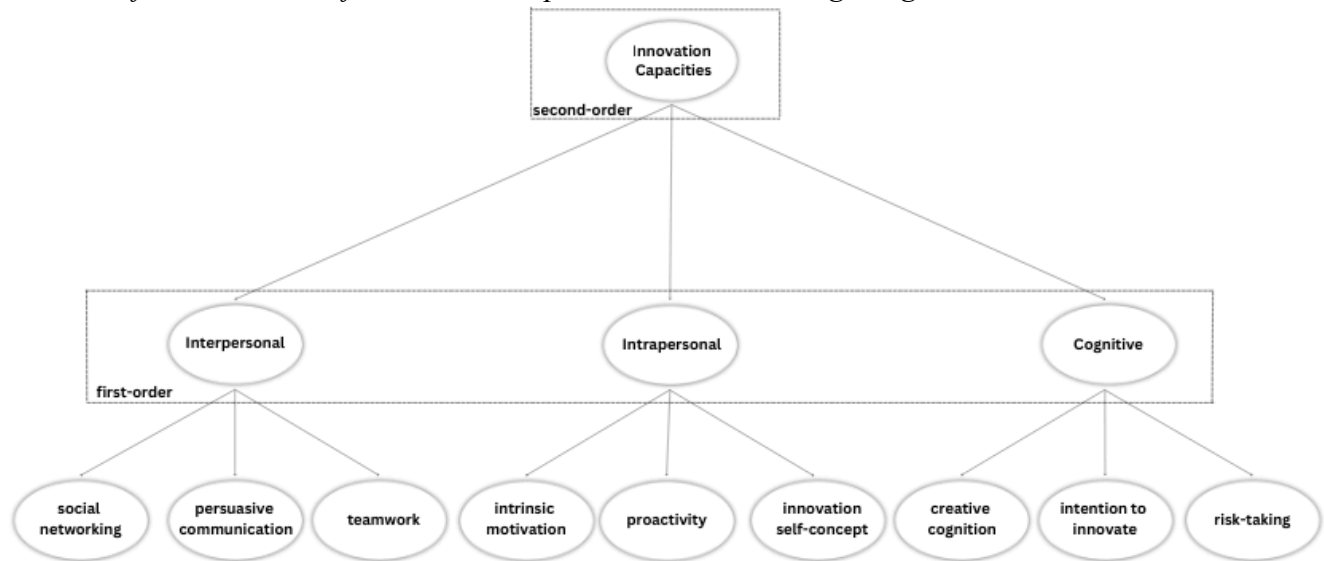 Innovation
Capacities
second-order
Interpersonal
Intrapersonal
Cognitive
first-order
social
networking
persuasive
communication
teamwork
intrinsic
motivation
proactivity
innovation
self-concept
creative
cognition
intention to
innovate
risk-taking